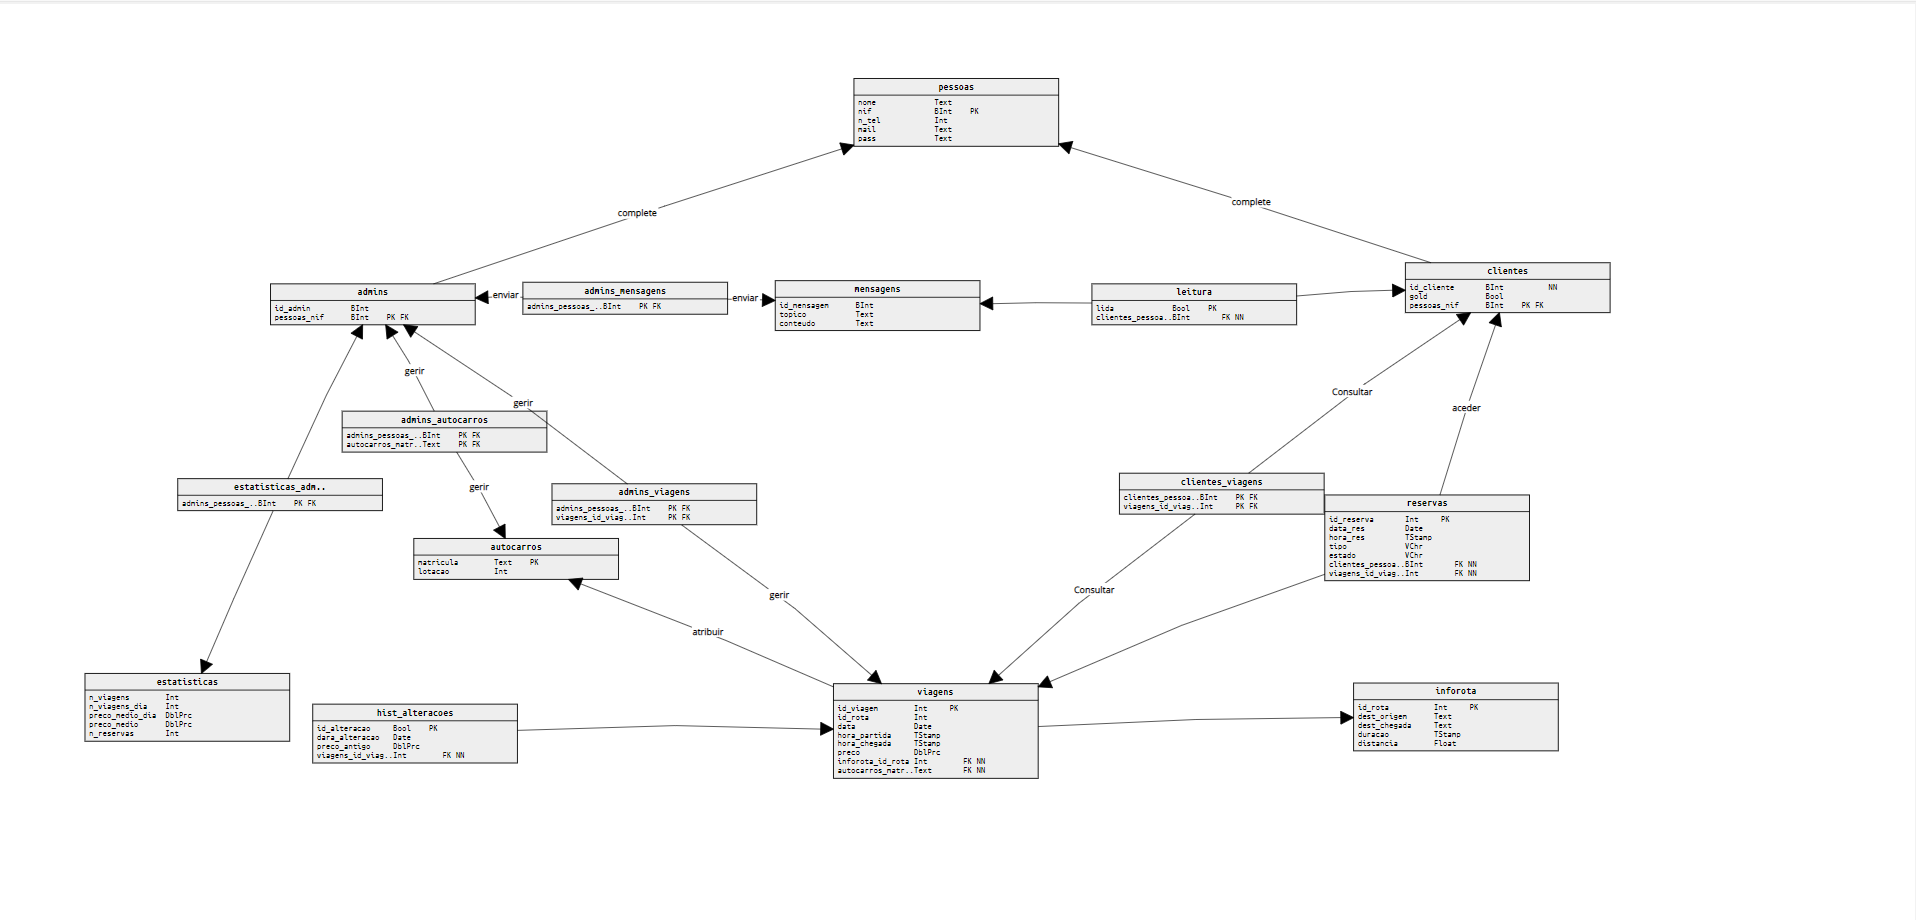 pessoas
nome Text
nif BInt PK
n_tel Int
mail Text
pass Text
complete
complete
admins
id_admin BInt
pessoas_nif BInt PK FK
enviar
admins_mensagens
admins_pessoas_..BInt PK FK
enviar
mensagens
id_mensagem BInt
topico Text
conteudo Text
leitura
lida Bool PK
clientes_pessoa..BInt FK NN
clientes
id_cliente BInt NN
gold Bool
pessoas_nif BInt PK FK
gerir
gerir
Consultar
aceder
admins_autocarros
admins_pessoas_..BInt PK FK
autocarros_matr..Text PK FK
gerir
estatisticas_adm..
admins_pessoas_..BInt PK FK
admins_viagens
admins_pessoas_..BInt PK FK
viagens_id_viag..Int PK FK
clientes_viagens
clientes_pessoa..BInt PK FK
viagens_id_viag..Int PK FK
reservas
id_reserva Int PK
data_res Date
hora_res TStamp
tipo VChr
estado VChr
clientes_pessoa..BInt FK NN
viagens_id_viag..Int FK NN
autocarros
matricula Text PK
lotacao Int
gerir
Consultar
atribuir
estatisticas
n_viagens Int
n_viagens_dia Int
preco_medio_dia DblPrc
preco_medio DblPrc
n_reservas Int
hist_alteracoes
id_alteracao Bool PK
dara_alteracao Date
preco_antigo DblPrc
viagens_id_viag..Int FK NN
viagens
id_viagem Int PK
id_rota Int
data Date
hora_partida TStamp
hora_chegada TStamp
preco DblPrc
inforota_id_rota Int FK NN
autocarros_matr..Text FK NN
inforota
id_rota Int PK
dest_origem Text
dest_chegada Text
duracao TStamp
distancia Float